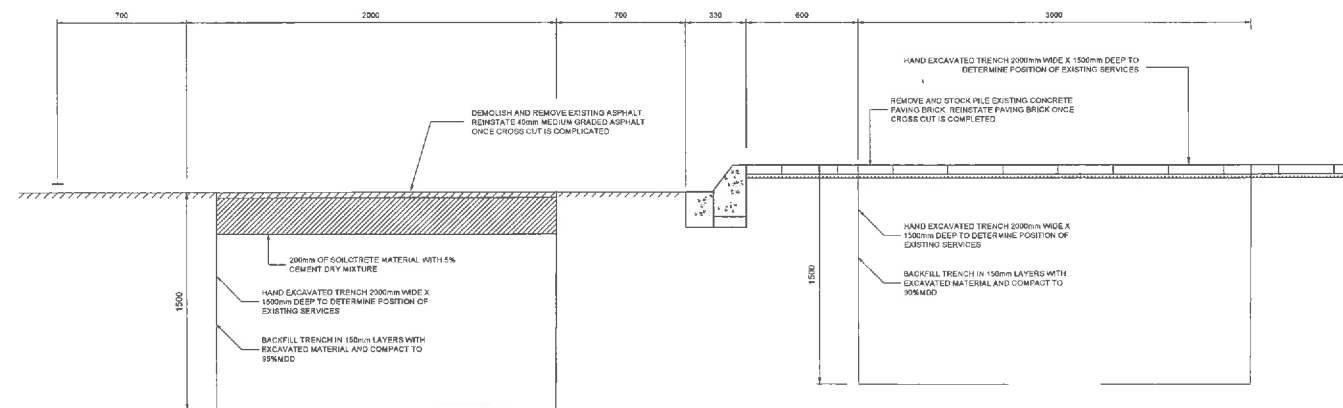 700
2000
700
330
600
3000
HAND EXCAVATED TRENCH 2000mm WIDE X 1500mm DEEP TO
DETERMINE POSITION OF EXISTING SERVICES
REMOVE AND STOCK PILE EXISTING CONCRETE
PAVING BRICK. REINSTATE PAVING BRICK ONCE
CROSS CUT IS COMPLETED
DEMOLISH AND REMOVE EXISTING ASPHALT.
REINSTATE 40mm MEDIUM GRADED ASPHALT
ONCE CROSS CUT IS COMPLICATED
200mm OF SOILCTRETE MATERIAL WITH 5%
CEMENT DRY MIXTURE
HAND EXCAVATED TRENCH 2000mm WIDE X
1500mm DEEP TO DETERMINE POSITION OF
EXISTING SERVICES
BACKFILL TRENCH IN 150mm LAYERS WITH
EXCAVATED MATERIAL AND COMPACT TO
95%MDD
1500
HAND EXCAVATED TRENCH 2000mm WIDE X
1500mm DEEP TO DETERMINE POSITION OF
EXISTING SERVICES
BACKFILL TRENCH IN 150mm LAYERS WITH
EXCAVATED MATERIAL AND COMPACT TO
90%MDD
1500